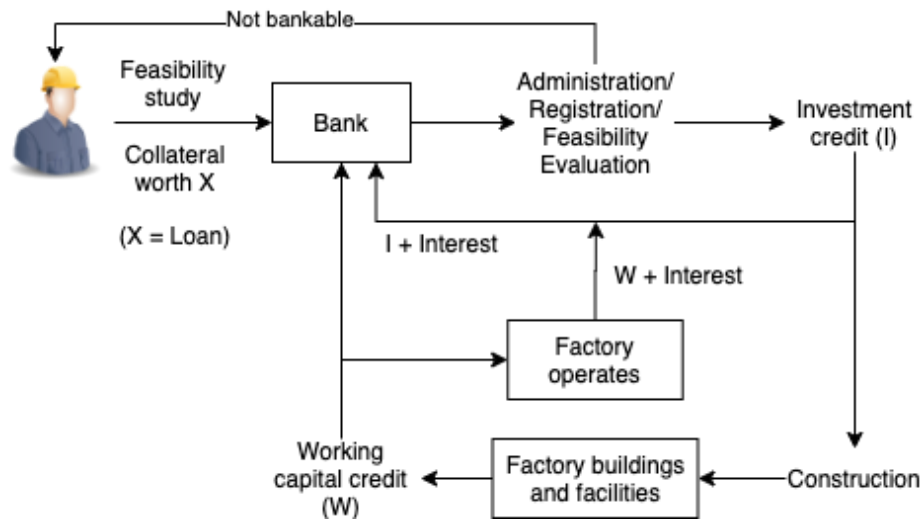 Not bankable
Feasibility
study
Collateral
worth X
(X = Loan)
Bank
Administration/
Registration/
Feasibility
Evaluation
Investment
credit (I)
I + Interest
W + Interest
Factory
operates
Working
capital credit
(W)
Factory buildings
and facilities
Construction